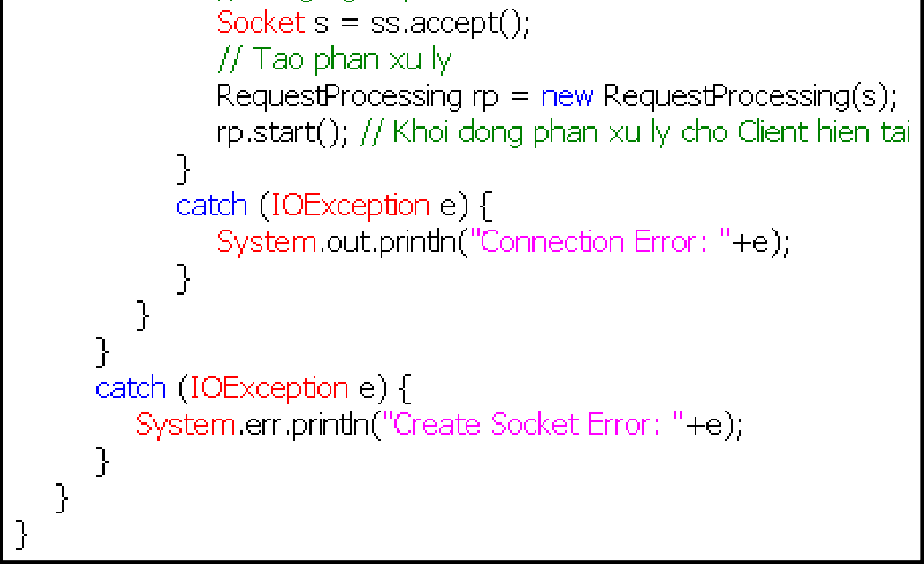 Socket s = ss.accept();
// Tao phan xu ly
RequestProcessing rp = new RequestProcessing(s);
rp.start(); // Khoi dong phan xu ly cho Client hien tai
}
catch (IOException e) {
System.out.println("Connection Error: "+e);
}
}
}
catch (IOException e) {
System.err.println("Create Socket Error: "+e);
}
}
}